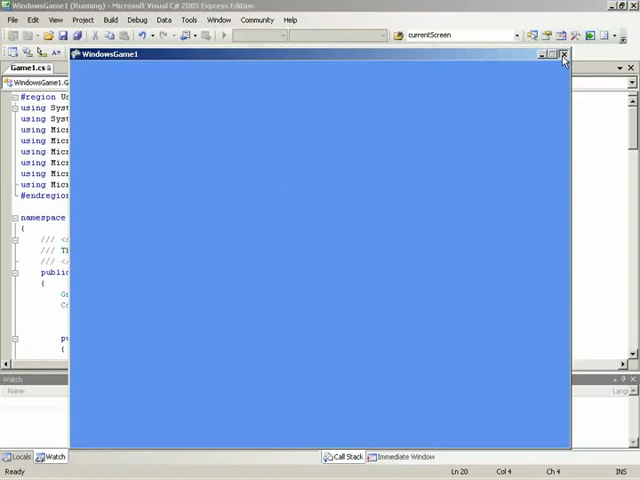 WindowsGame1 (Running) - Microsoft Visual C# 2005 Express Edition
File Edit View Project Build Debug Data Tools Window Community Help
currentScreen
Game1.cs
WindowsGame1
WindowsGame1.G
#region Us
using Syst
using Syst
using Micr
using Micr
using Micr
using Micr
using Micr
using Micr
#endregion
namespace
{
/// <s
/// Th
/// </
public
{
Gr
Co
pu
{
Watch
Name
Locals Watch
Call Stack Immediate Window
Ready Ln 20 Col 4 Ch 4 INS